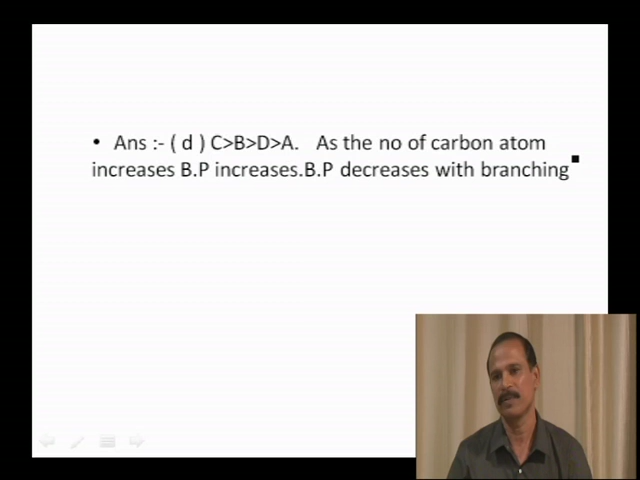 • Ans :- ( d ) C>B>D>A. As the no of carbon atom
increases B.P increases.B.P decreases with branching